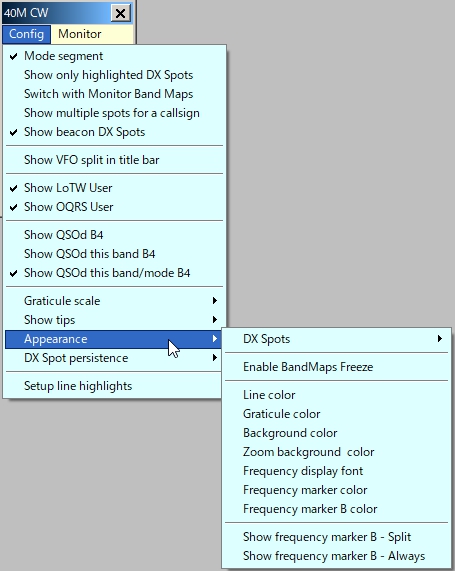 40M CW
Config Monitor
Mode segment
Show only highlighted DX Spots
Switch with Monitor Band Maps
Show multiple spots for a callsign
Show beacon DX Spots
Show VFO split in title bar
Show LoTW User
Show OQRS User
Show QSOd B4
Show QSOd this band B4
Show QSOd this band/mode B4
Graticule scale
Show tips
Appearance
DX Spot persistence
Setup line highlights
DX Spots
Enable BandMaps Freeze
Line color
Graticule color
Background color
Zoom background  color
Frequency display font
Frequency marker color
Frequency marker B color
Show frequency marker B - Split
Show frequency marker B - Always